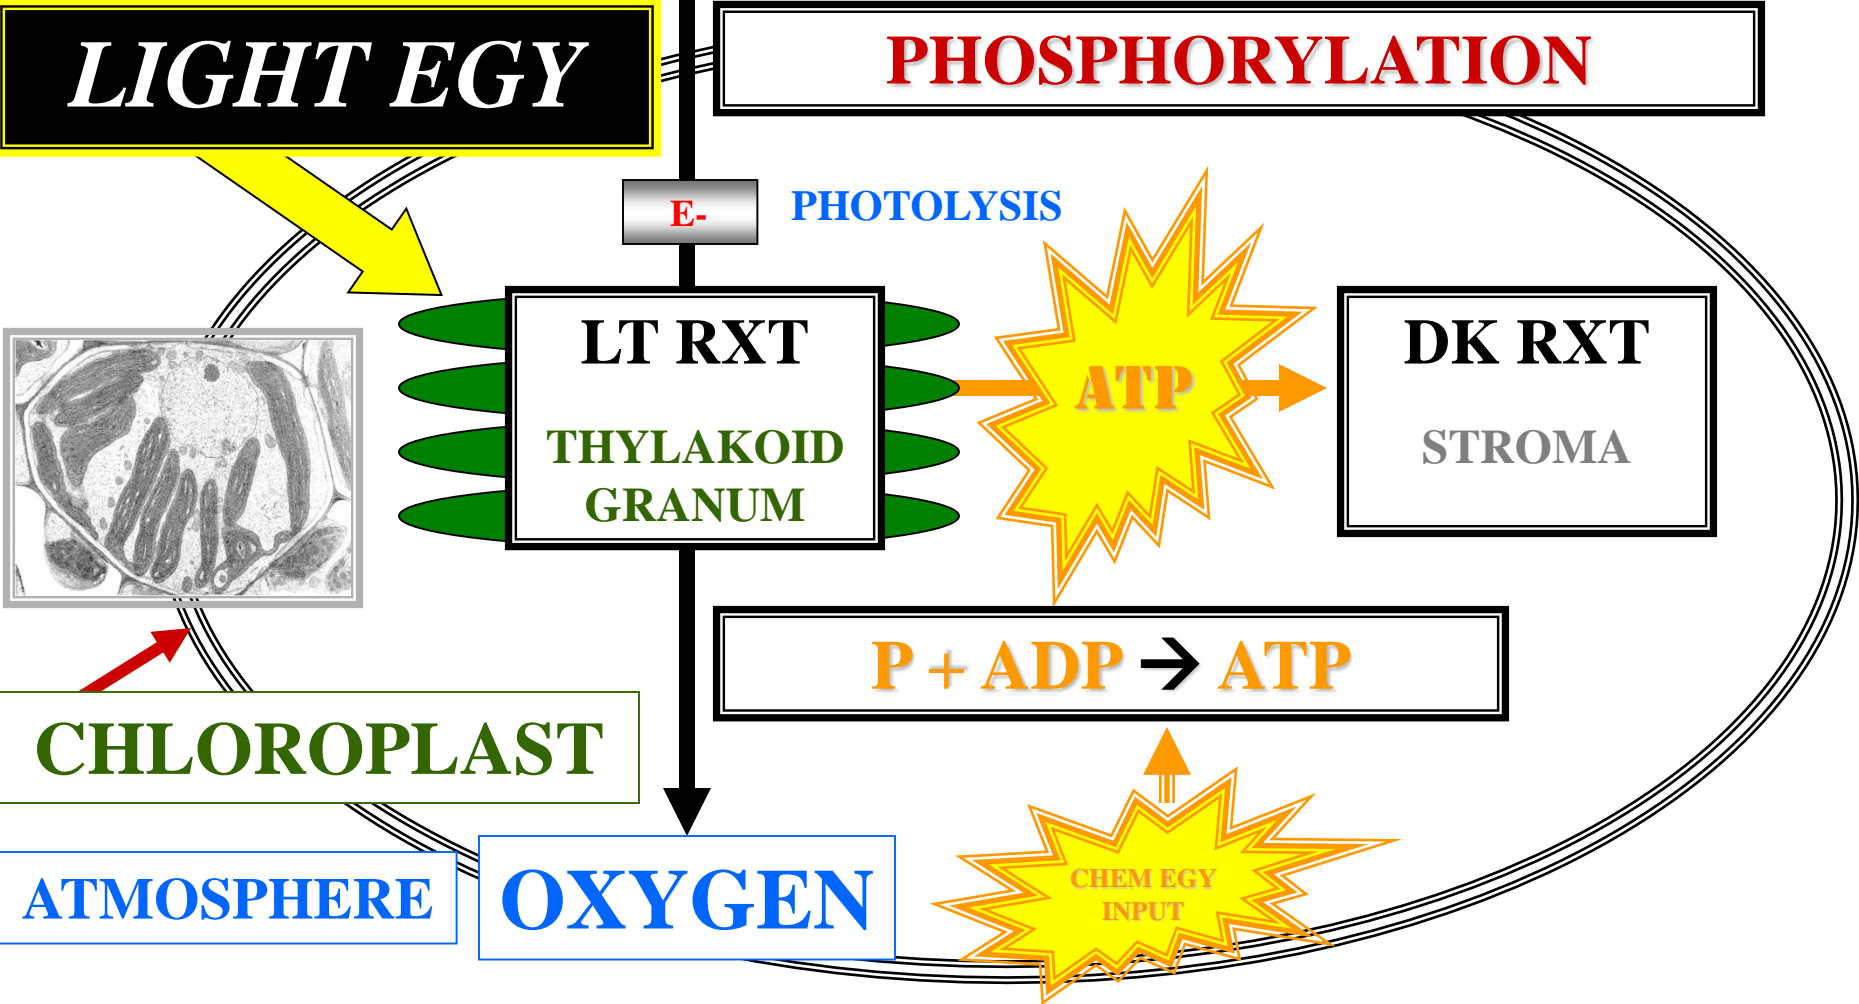 LIGHT EGY
PHOSPHORYLATION
E-
PHOTOLYSIS
LT RXT
THYLAKOID
GRANUM
ATP
DK RXT
STROMA
P + ADP → ATP
CHLOROPLAST
ATMOSPHERE
OXYGEN
CHEM EGY
INPUT